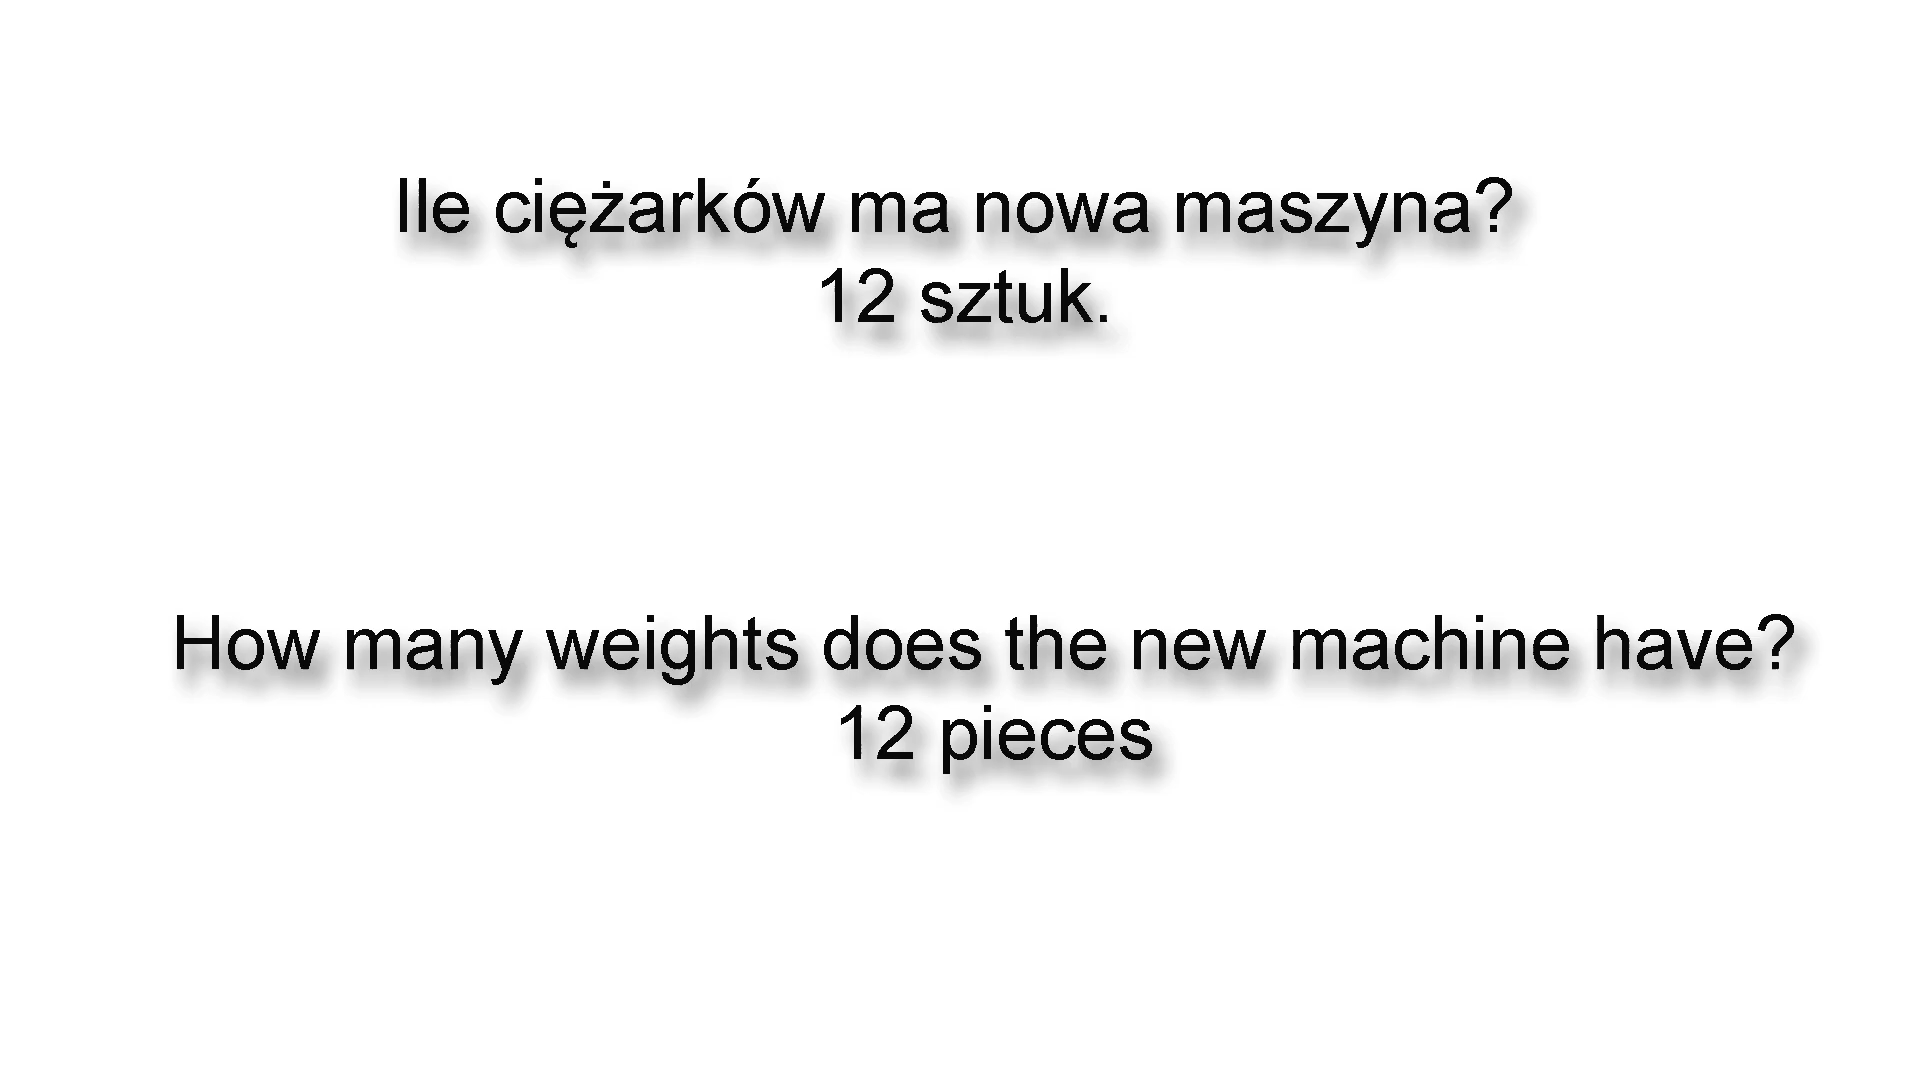 Ile ciężarków ma nowa maszyna?
12 sztuk.
How many weights does the new machine have?
12 pieces